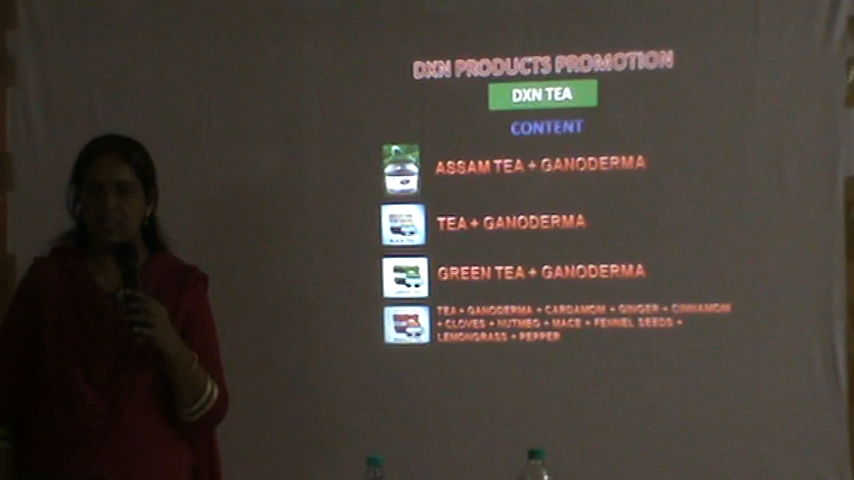 DXN PRODUCTS PROMOTION
DXN TEA
CONTENT
ASSAM TEA + GANODERMA
TEA + GANODERMA
GREEN TEA + GANODERMA
TEA + GANODERMA + CARDAMOM + GINGER + CINNAMOM
+ CLOVES + NUTMEG + MACE + FENNEL SEEDS +
LEMONGRASS + PEPPER